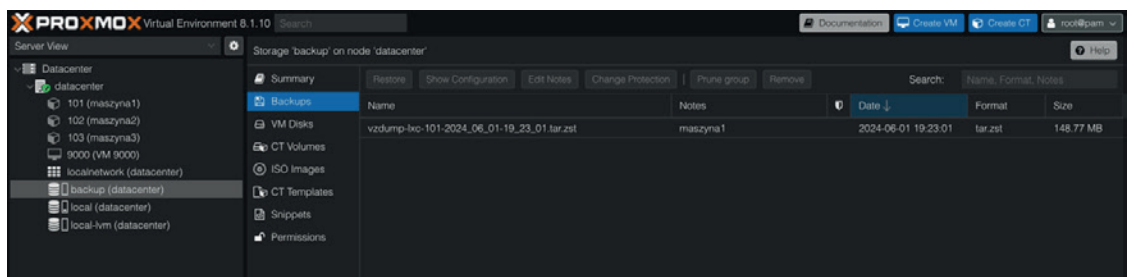 PROXMOX Virtual Environment 8.1.10 Search Documentation Create VM Create CT root@pam
Server View Storage 'backup' on node 'datacenter' Help
Datacenter
datacenter
101 (maszyna1)
102 (maszyna2)
103 (maszyna3)
9000 (VM 9000)
localnetwork (datacenter)
backup (datacenter)
local (datacenter)
local-lvm (datacenter)
Summary
Backups
VM Disks
CT Volumes
ISO Images
CT Templates
Snippets
Permissions
Restore Show Configuration Edit Notes Change Protection Prune group Remove Search: Name, Format, Notes
Name Notes Date ↓ Format Size
vzdump-lxc-101-2024_06_01-19_23_01.tar.zst maszyna1 2024-06-01 19:23:01 tar.zst 148.77 MB